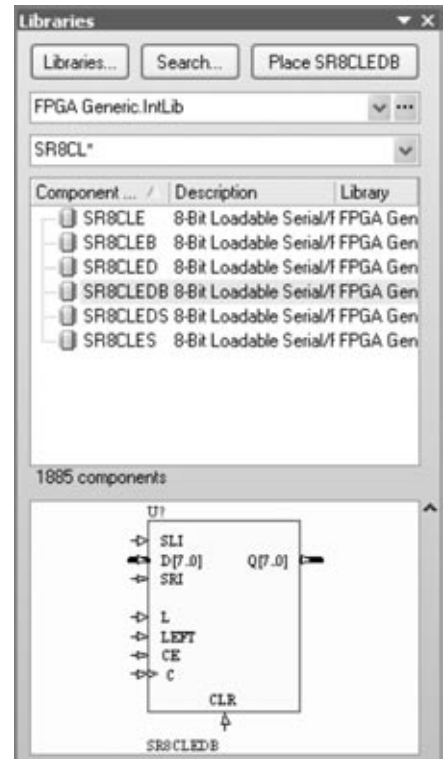 Libraries
Libraries... Search... Place SR8CLEDB
FPGA Generic.IntLib ...
SR8CL*
Component ... / Description Library
SR8CLE 8-Bit Loadable Serial/F FPGA Gen
SR8CLEB 8-Bit Loadable Serial/F FPGA Gen
SR8CLED 8-Bit Loadable Serial/F FPGA Gen
SR8CLEDB 8-Bit Loadable Serial/F FPGA Gen
SR8CLEDS 8-Bit Loadable Serial/F FPGA Gen
SR8CLES 8-Bit Loadable Serial/F FPGA Gen
1885 components
U?
SLI
D[7..0] Q[7..0]
SRI
L
LEFT
CE
C
CLR
SR8CLEDB